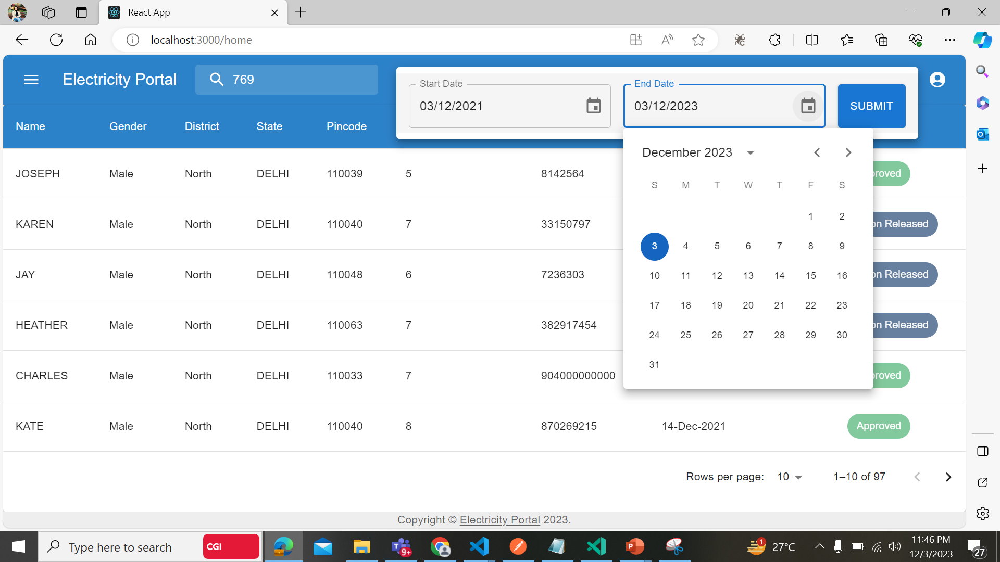 React App
localhost:3000/home
Electricity Portal
769
Start Date
03/12/2021
End Date
03/12/2023
SUBMIT
Name Gender District State Pincode
December 2023
S M T W T F S
1 2
3 4 5 6 7 8 9
10 11 12 13 14 15 16
17 18 19 20 21 22 23
24 25 26 27 28 29 30
31
JOSEPH Male North DELHI 110039 5 8142564 roved
KAREN Male North DELHI 110040 7 33150797 on Released
JAY Male North DELHI 110048 6 7236303 on Released
HEATHER Male North DELHI 110063 7 382917454 on Released
CHARLES Male North DELHI 110033 7 904000000000 roved
KATE Male North DELHI 110040 8 870269215 14-Dec-2021 Approved
Rows per page: 10 1–10 of 97
Copyright © Electricity Portal 2023.
Type here to search
CGI
9+
1
27°C
11:46 PM
12/3/2023
27